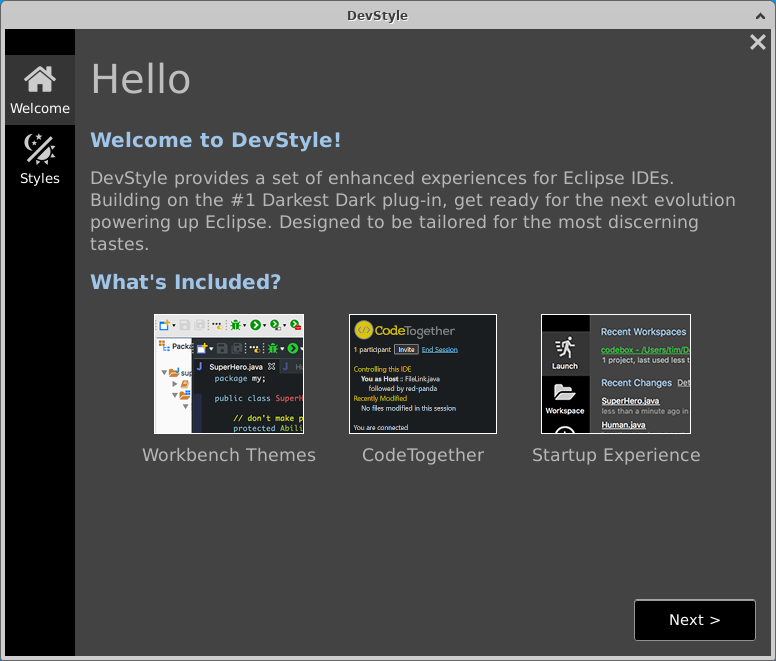 DevStyle
Welcome
Styles
Hello
Welcome to DevStyle!
DevStyle provides a set of enhanced experiences for Eclipse IDEs.
Building on the #1 Darkest Dark plug-in, get ready for the next evolution
powering up Eclipse. Designed to be tailored for the most discerning
tastes.
What's Included?
Packa
sup
SuperHero.java
Hu
package my;
public class SuperH
// don't make p
protected Abili
CodeTogether
1 participant Invite End Session
Controlling this IDE
You as Host :: FileLink.java
followed by red-panda
Recently Modified
No files modified in this session
You are connected
Launch
Workspace
Recent Workspaces
codebox - /Users/tim/D
1 project, last used less t
Recent Changes Det
SuperHero.java
less than a minute ago in
Human.java
Workbench Themes
CodeTogether
Startup Experience
Next >